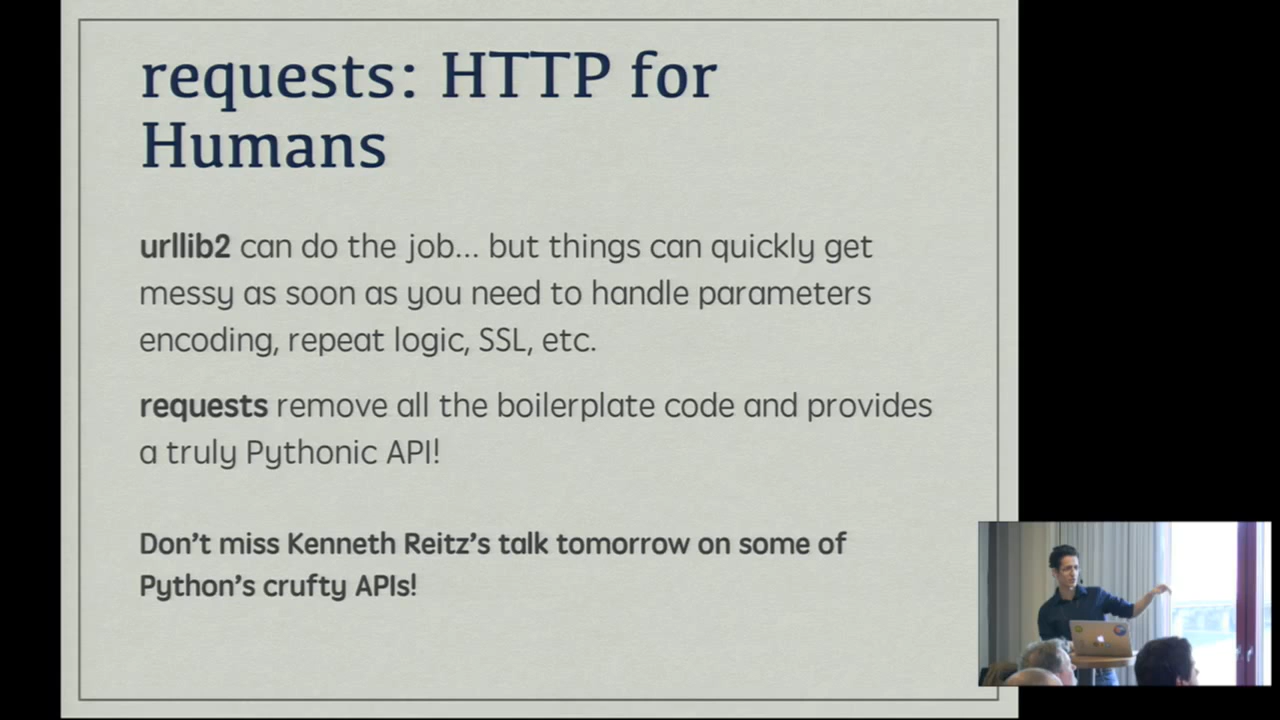 requests: HTTP for
Humans
urllib2 can do the job... but things can quickly get
messy as soon as you need to handle parameters
encoding, repeat logic, SSL, etc.
requests remove all the boilerplate code and provides
a truly Pythonic API!
Don't miss Kenneth Reitz's talk tomorrow on some of
Python's crufty APIs!